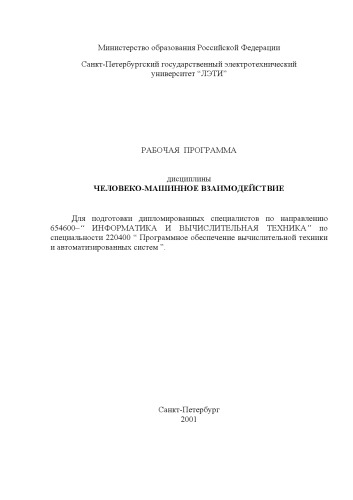 Министерство образования Российской Федерации
Санкт-Петербургский государственный электротехнический
университет “ЛЭТИ”
РАБОЧАЯ ПРОГРАММА
дисциплины
ЧЕЛОВЕКО-МАШИННОЕ ВЗАИМОДЕЙСТВИЕ
Для подготовки дипломированных специалистов по направлению
654600–“ ИНФОРМАТИКА И ВЫЧИСЛИТЕЛЬНАЯ ТЕХНИКА” по
специальности 220400 “ Программное обеспечение вычислительной техники
и автоматизированных систем ”.
Санкт-Петербург
2001